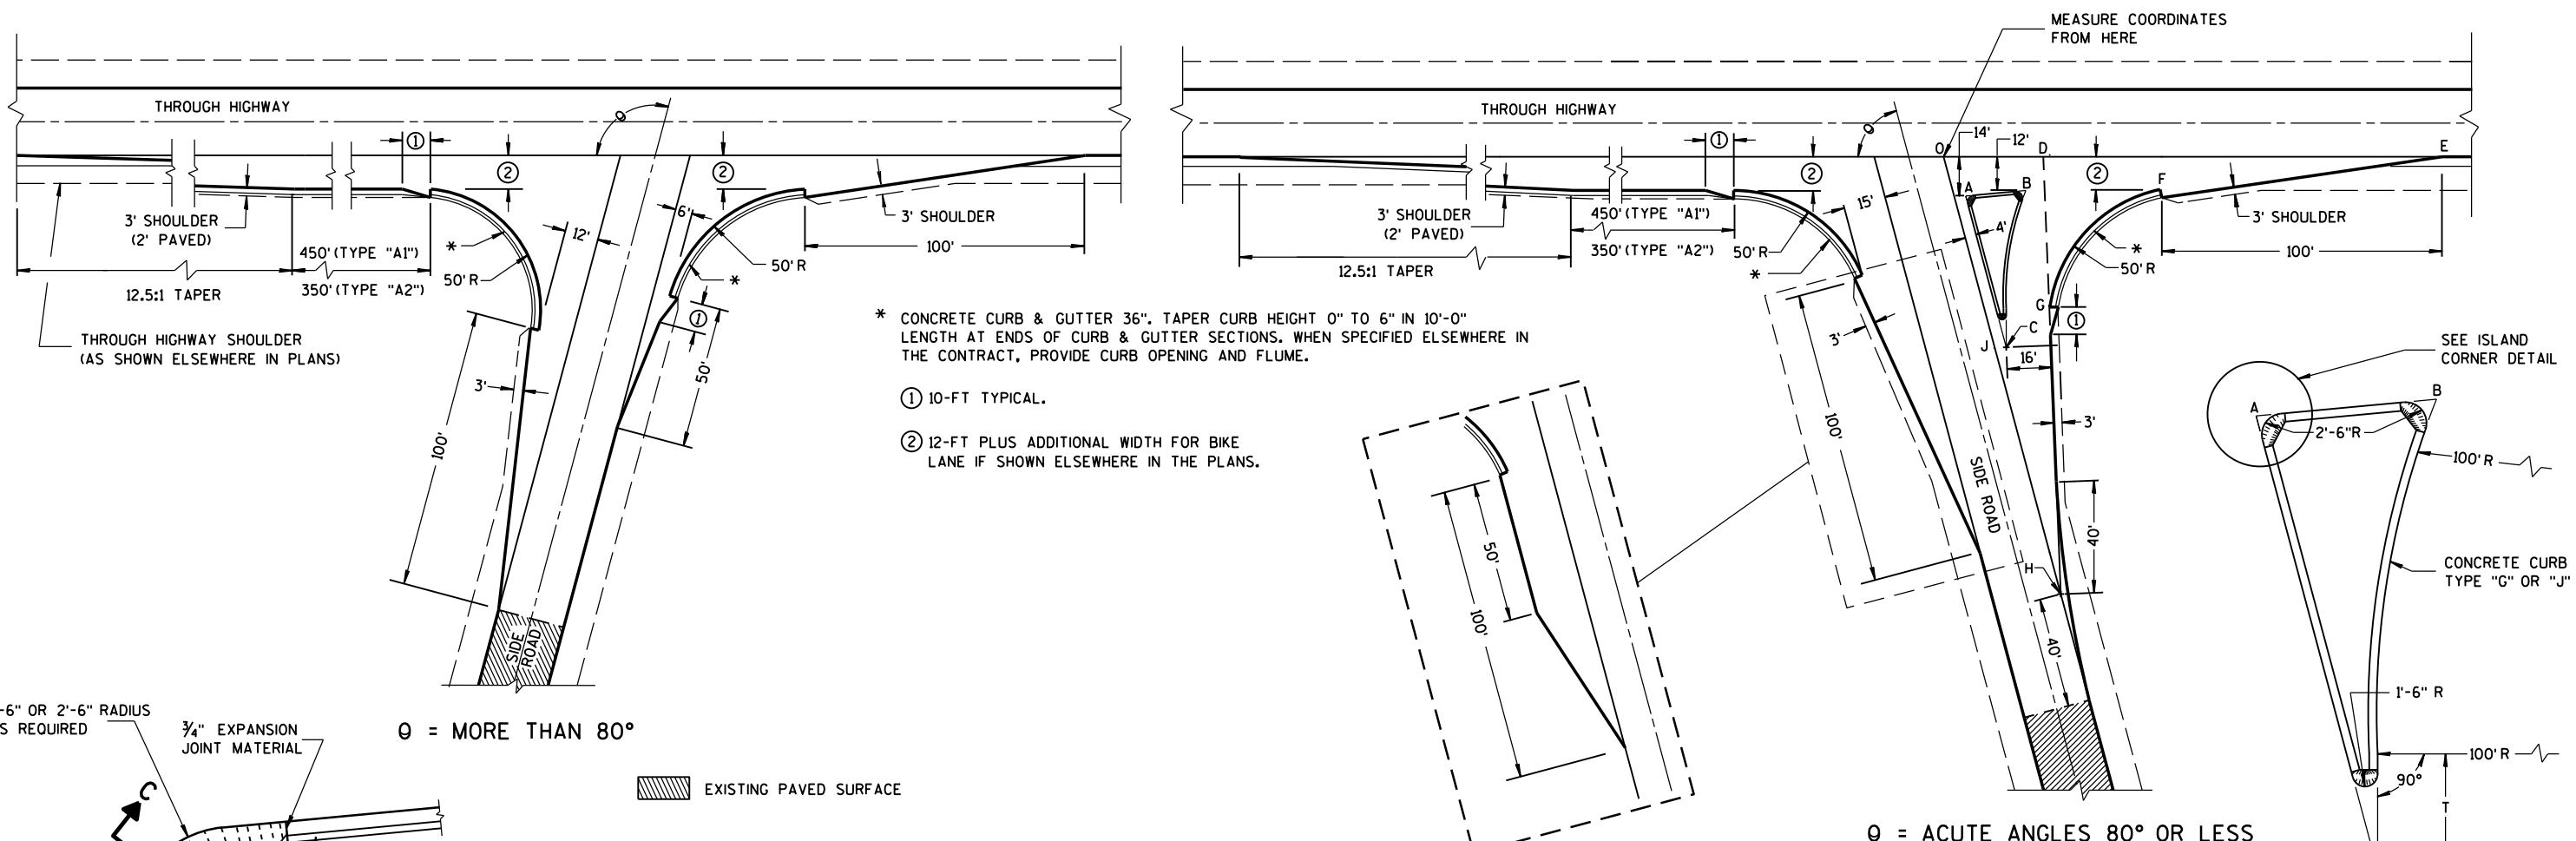 MEASURE COORDINATES
FROM HERE
THROUGH HIGHWAY
THROUGH HIGHWAY
14'
12'
O
D
E
A
B
F
①
②
②
①
②
②
θ
θ
3' SHOULDER
(2' PAVED)
450' (TYPE "A1")
350' (TYPE "A2")
12.5:1 TAPER
50' R
*
12'
6'
50' R
*
①
3' SHOULDER
100'
50'
3'
100'
THROUGH HIGHWAY SHOULDER
(AS SHOWN ELSEWHERE IN PLANS)
SIDE
ROAD
3' SHOULDER
(2' PAVED)
450' (TYPE "A1")
350' (TYPE "A2")
12.5:1 TAPER
50' R
*
15'
4'
*
50' R
3' SHOULDER
100'
G
①
C
J
16'
3'
3'
100'
SIDE ROAD
40'
H
40'
* CONCRETE CURB & GUTTER 36". TAPER CURB HEIGHT 0" TO 6" IN 10'-0"
LENGTH AT ENDS OF CURB & GUTTER SECTIONS. WHEN SPECIFIED ELSEWHERE IN
THE CONTRACT, PROVIDE CURB OPENING AND FLUME.
① 10-FT TYPICAL.
② 12-FT PLUS ADDITIONAL WIDTH FOR BIKE
LANE IF SHOWN ELSEWHERE IN THE PLANS.
50'
100'
SEE ISLAND
CORNER DETAIL
A
B
2'-6"R
100' R
CONCRETE CURB
TYPE "G" OR "J"
1'-6" R
100' R
90°
T
-6" OR 2'-6" RADIUS
S REQUIRED
¾" EXPANSION
JOINT MATERIAL
C
θ = MORE THAN 80°
EXISTING PAVED SURFACE
θ = ACUTE ANGLES 80° OR LESS